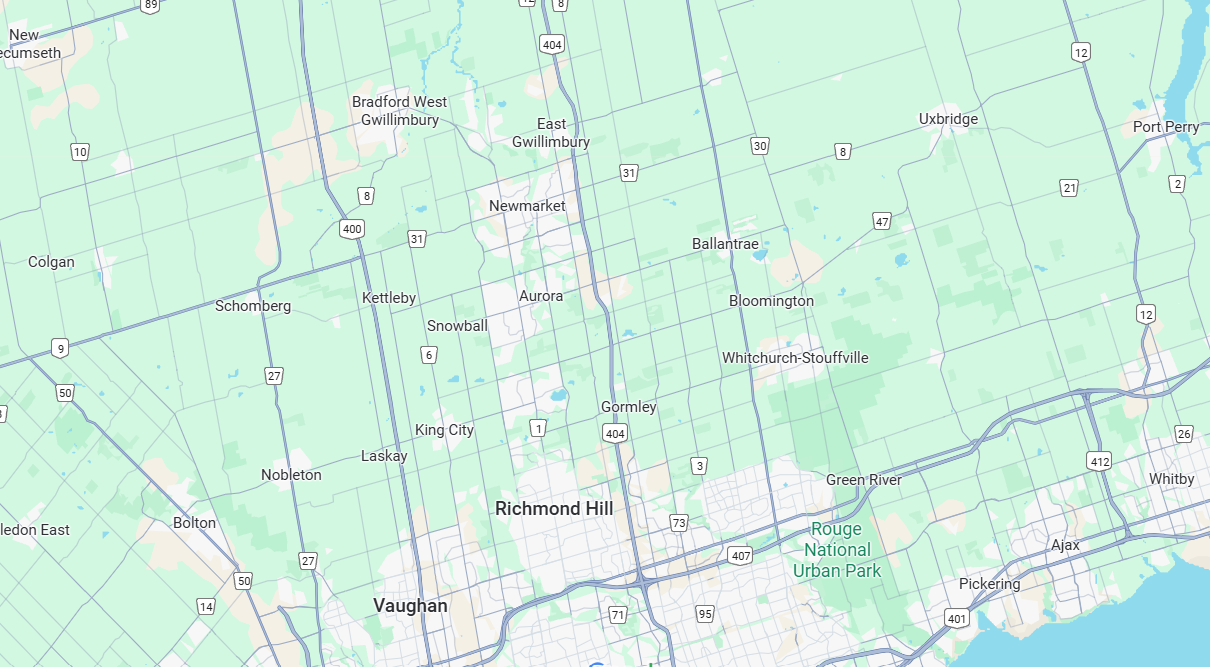 89
12
8
New
ecumseth
404
12
Bradford West
Gwillimbury
Uxbridge
East
Gwillimbury
Port Perry
10
30
8
31
21
2
8
Newmarket
47
400
31
Ballantrae
Colgan
Kettleby
Aurora
Bloomington
Schomberg
12
Snowball
9
6
Whitchurch-Stouffville
27
50
Gormley
1
King City
404
26
Laskay
412
3
Nobleton
Green River
Whitby
Richmond Hill
Bolton
73
ledon East
Rouge
National
Urban Park
Ajax
407
27
50
Pickering
14
Vaughan
71
95
401